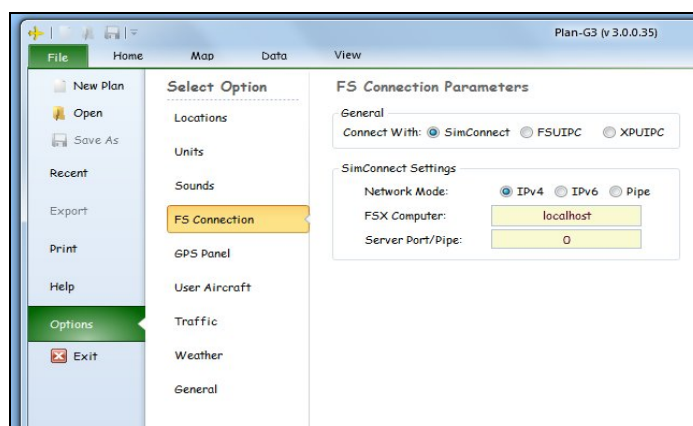 Plan-G3 (v 3.0.0.35)
File Home Map Data View
New Plan
Open
Save As
Recent
Export
Print
Help
Options
Exit
Select Option
Locations
Units
Sounds
FS Connection
GPS Panel
User Aircraft
Traffic
Weather
General
FS Connection Parameters
General
Connect With: SimConnect FSUIPC XPUIPC
SimConnect Settings
Network Mode: IPv4 IPv6 Pipe
FSX Computer: localhost
Server Port/Pipe: 0